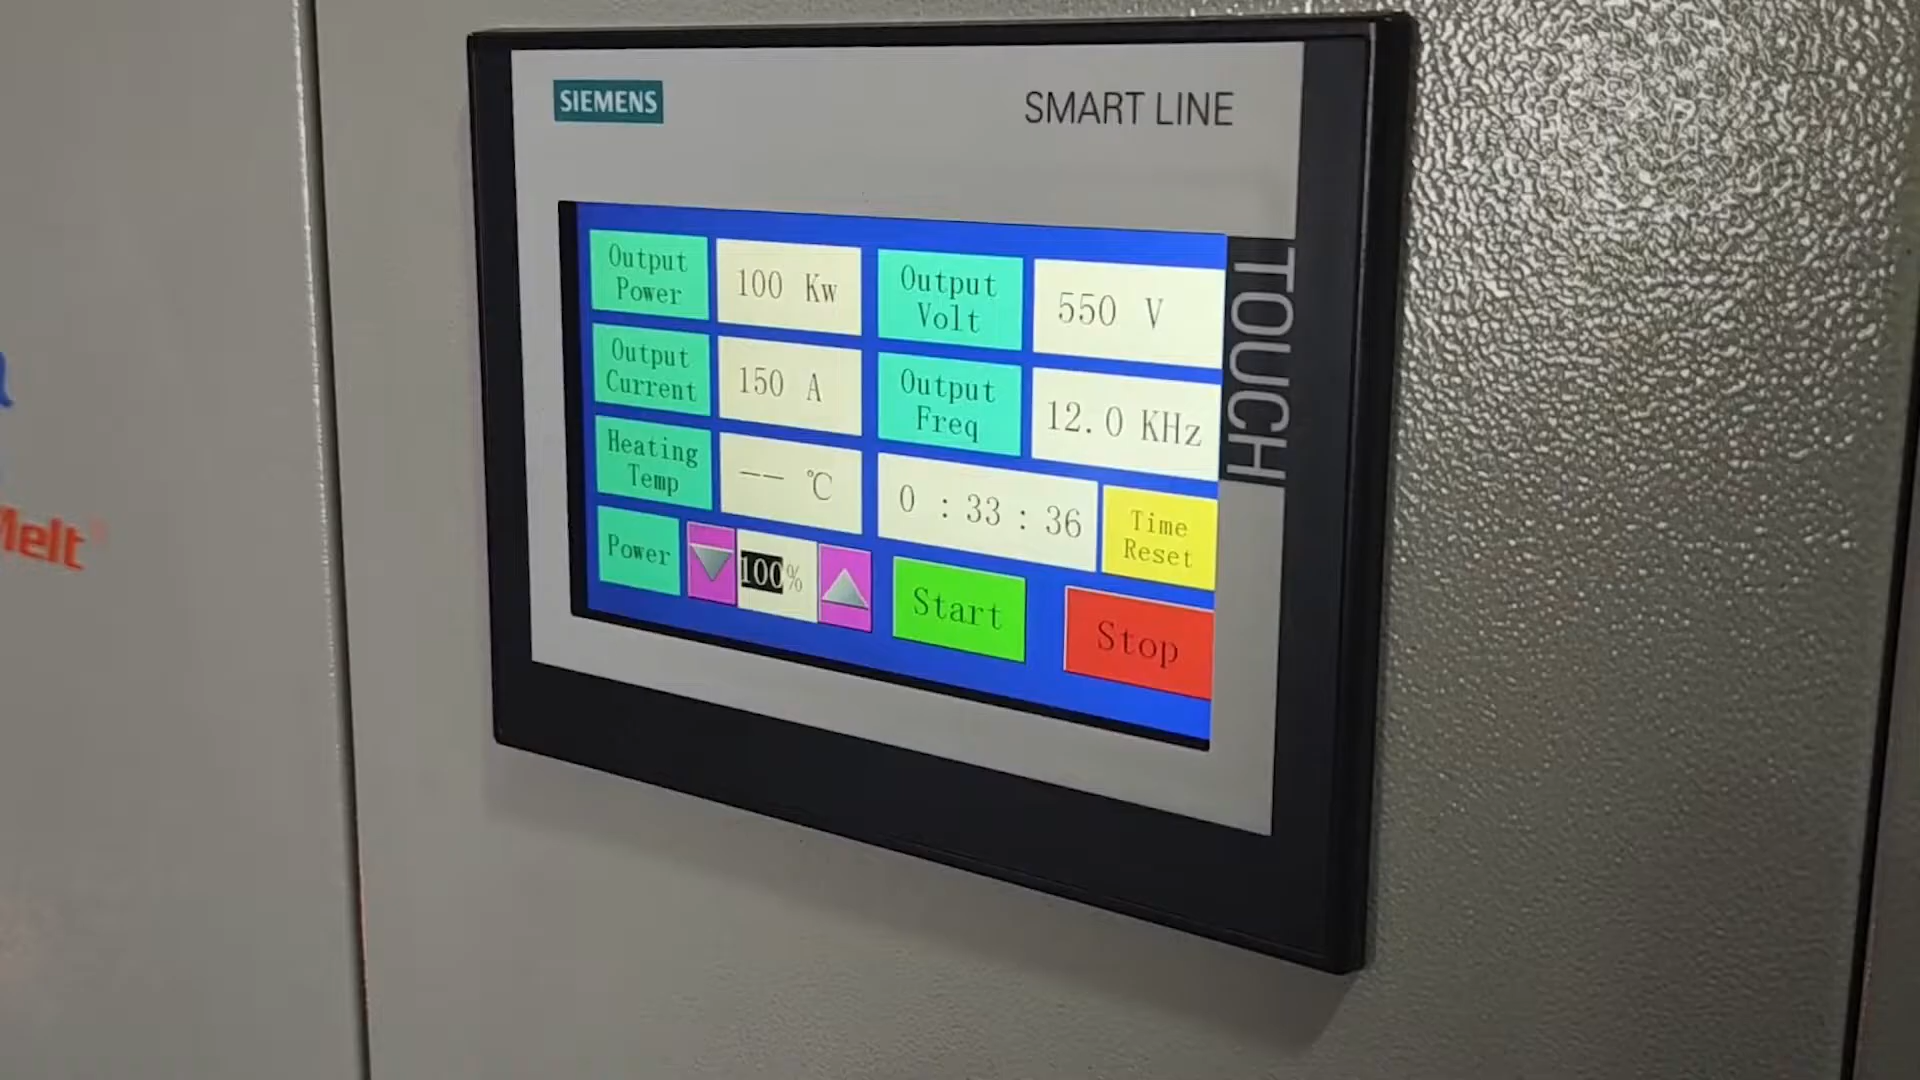 SIEMENS
SMART LINE
TOUCH
Output
Power
100 Kw
Output
Volt
550 V
Output
Current
150 A
Output
Freq
12.0 KHz
Heating
Temp
-- ℃
0 : 33 : 36
Time
Reset
Power
100%
Start
Stop
Melt®